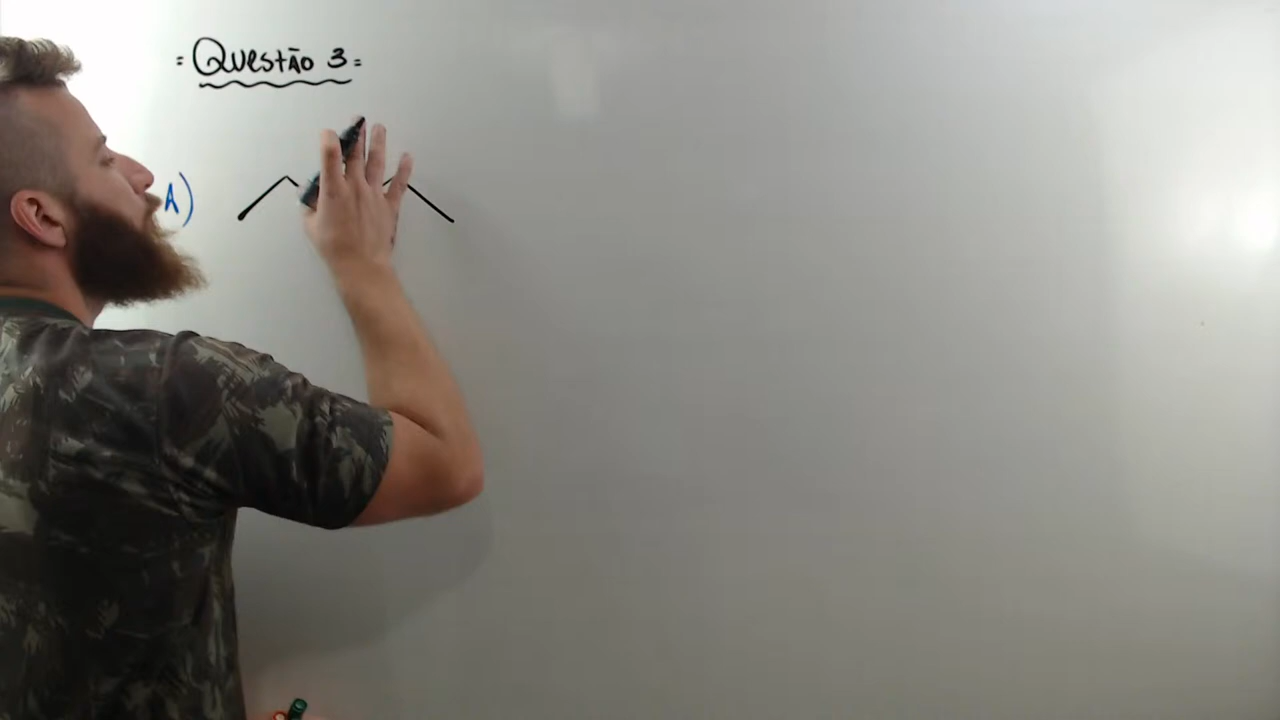 = Questão 3 =
A)